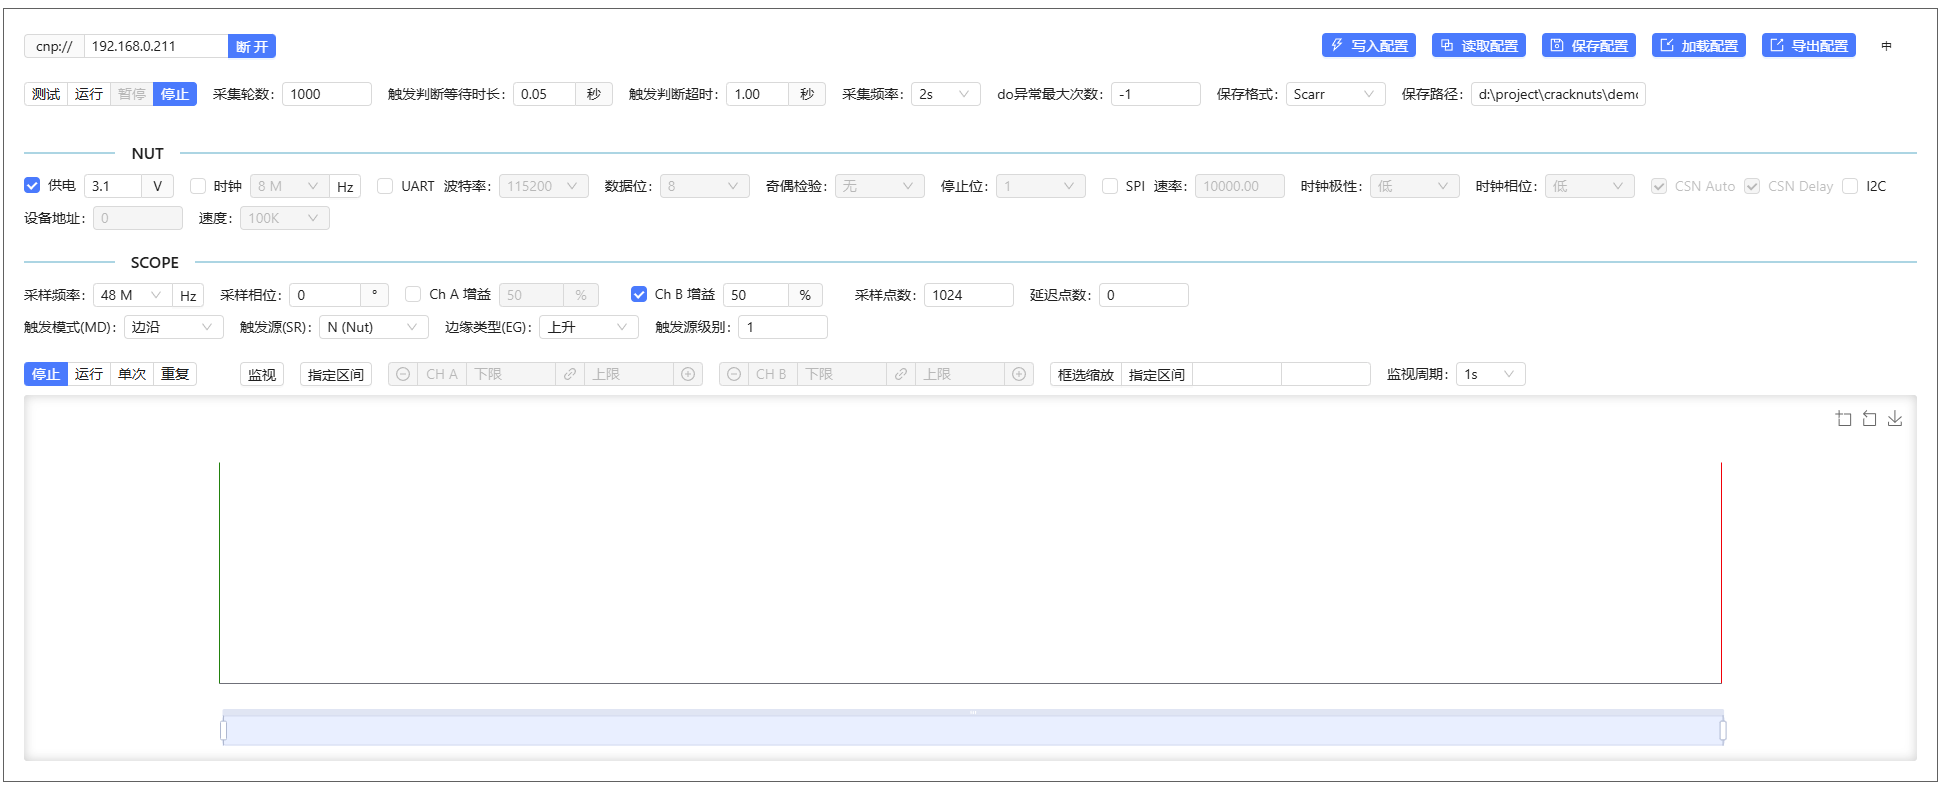 cnp:// 192.168.0.211 断 开 写入配置 读取配置 保存配置 加载配置 导出配置 中
测试 运行 暂停 停止 采集轮数: 1000 触发判断等待时长: 0.05 秒 触发判断超时: 1.00 秒 采集频率: 2s do异常最大次数: -1 保存格式: Scarr 保存路径: d:\project\cracknuts\demo
NUT
供电 3.1 V 时钟 8 M Hz UART 波特率: 115200 数据位: 8 奇偶检验: 无 停止位: 1 SPI 速率: 10000.00 时钟极性: 低 时钟相位: 低 CSN Auto CSN Delay I2C
设备地址: 0 速度: 100K
SCOPE
采样频率: 48 M Hz 采样相位: 0 ° Ch A 增益 50 % Ch B 增益 50 % 采样点数: 1024 延迟点数: 0
触发模式(MD): 边沿 触发源(SR): N (Nut) 边缘类型(EG): 上升 触发源级别: 1
停止 运行 单次 重复 监视 指定区间 CH A 下限 上限 CH B 下限 上限 框选缩放 指定区间 监视周期: 1s